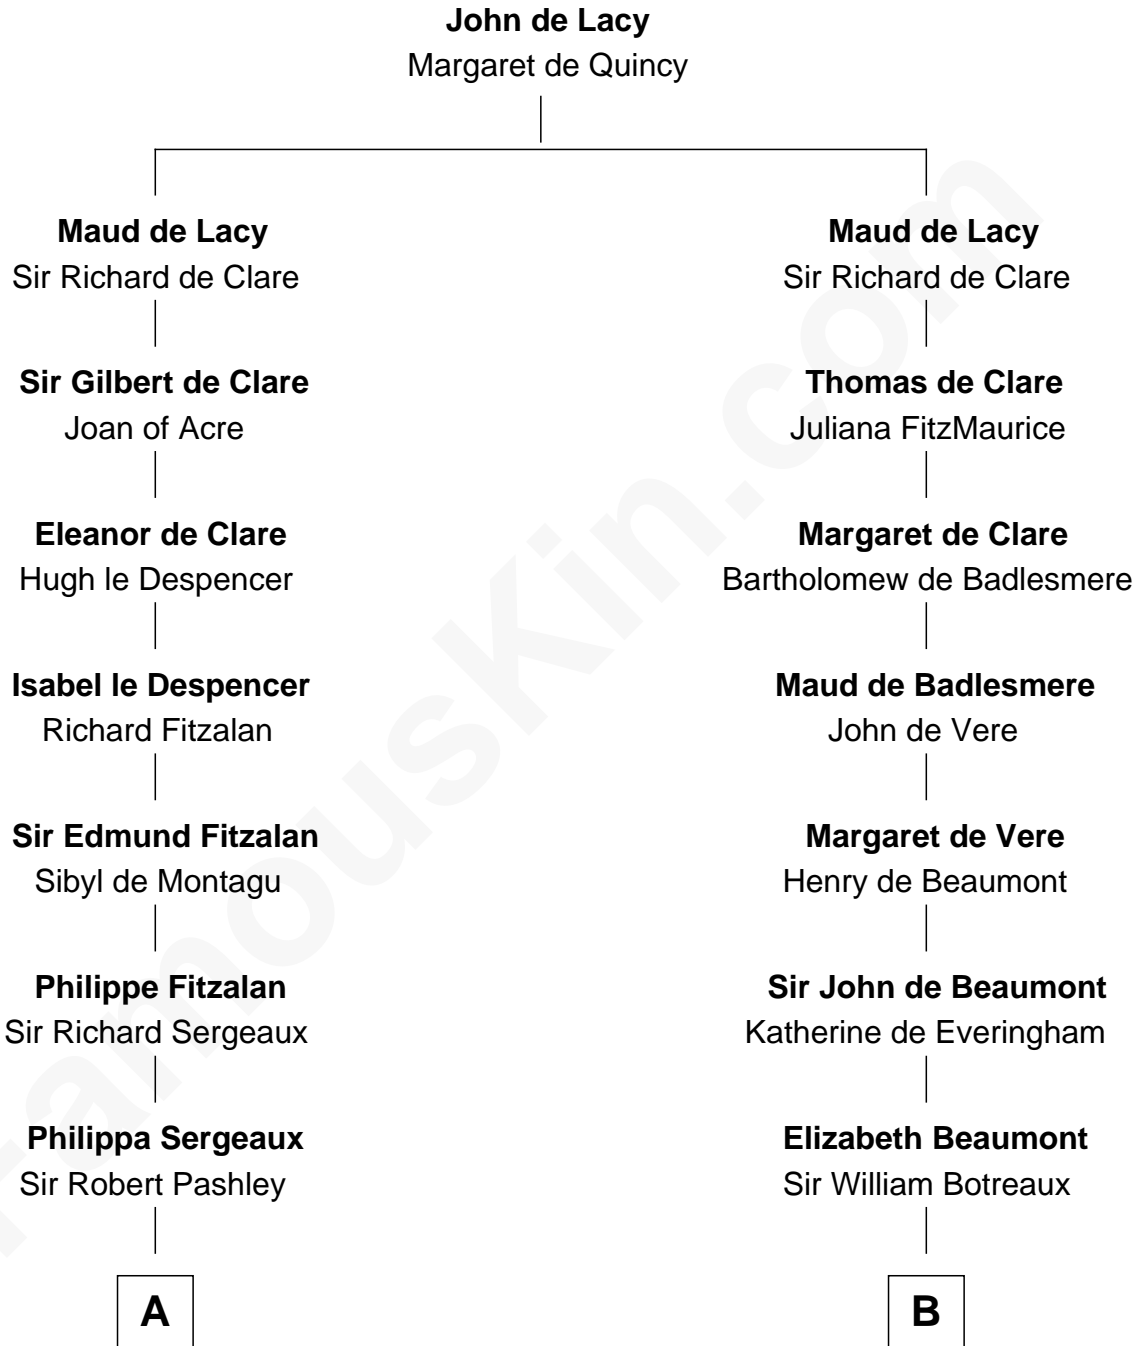 John de Lacy
Margaret de Quincy
Maud de Lacy
Sir Richard de Clare
Maud de Lacy
Sir Richard de Clare
Sir Gilbert de Clare
Joan of Acre
Thomas de Clare
Juliana FitzMaurice
Eleanor de Clare
Hugh le Despencer
Margaret de Clare
Bartholomew de Badlesmere
Isabel le Despencer
Richard Fitzalan
Maud de Badlesmere
John de Vere
Sir Edmund Fitzalan
Sibyl de Montagu
Margaret de Vere
Henry de Beaumont
Philippe Fitzalan
Sir Richard Sergeaux
Sir John de Beaumont
Katherine de Everingham
Philippa Sergeaux
Sir Robert Pashley
Elizabeth Beaumont
Sir William Botreaux
A
B
FamousKin.com